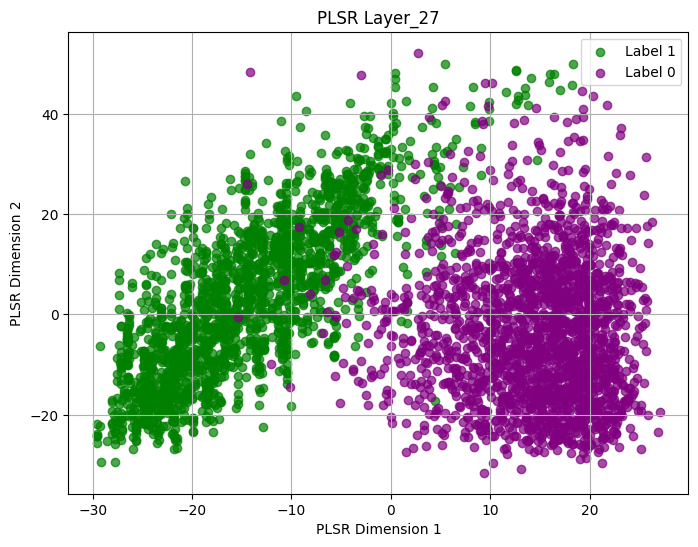 PLSR Layer_27
Label 1
Label 0
PLSR Dimension 2
40
20
0
−20
−30
−20
−10
0
10
20
PLSR Dimension 1